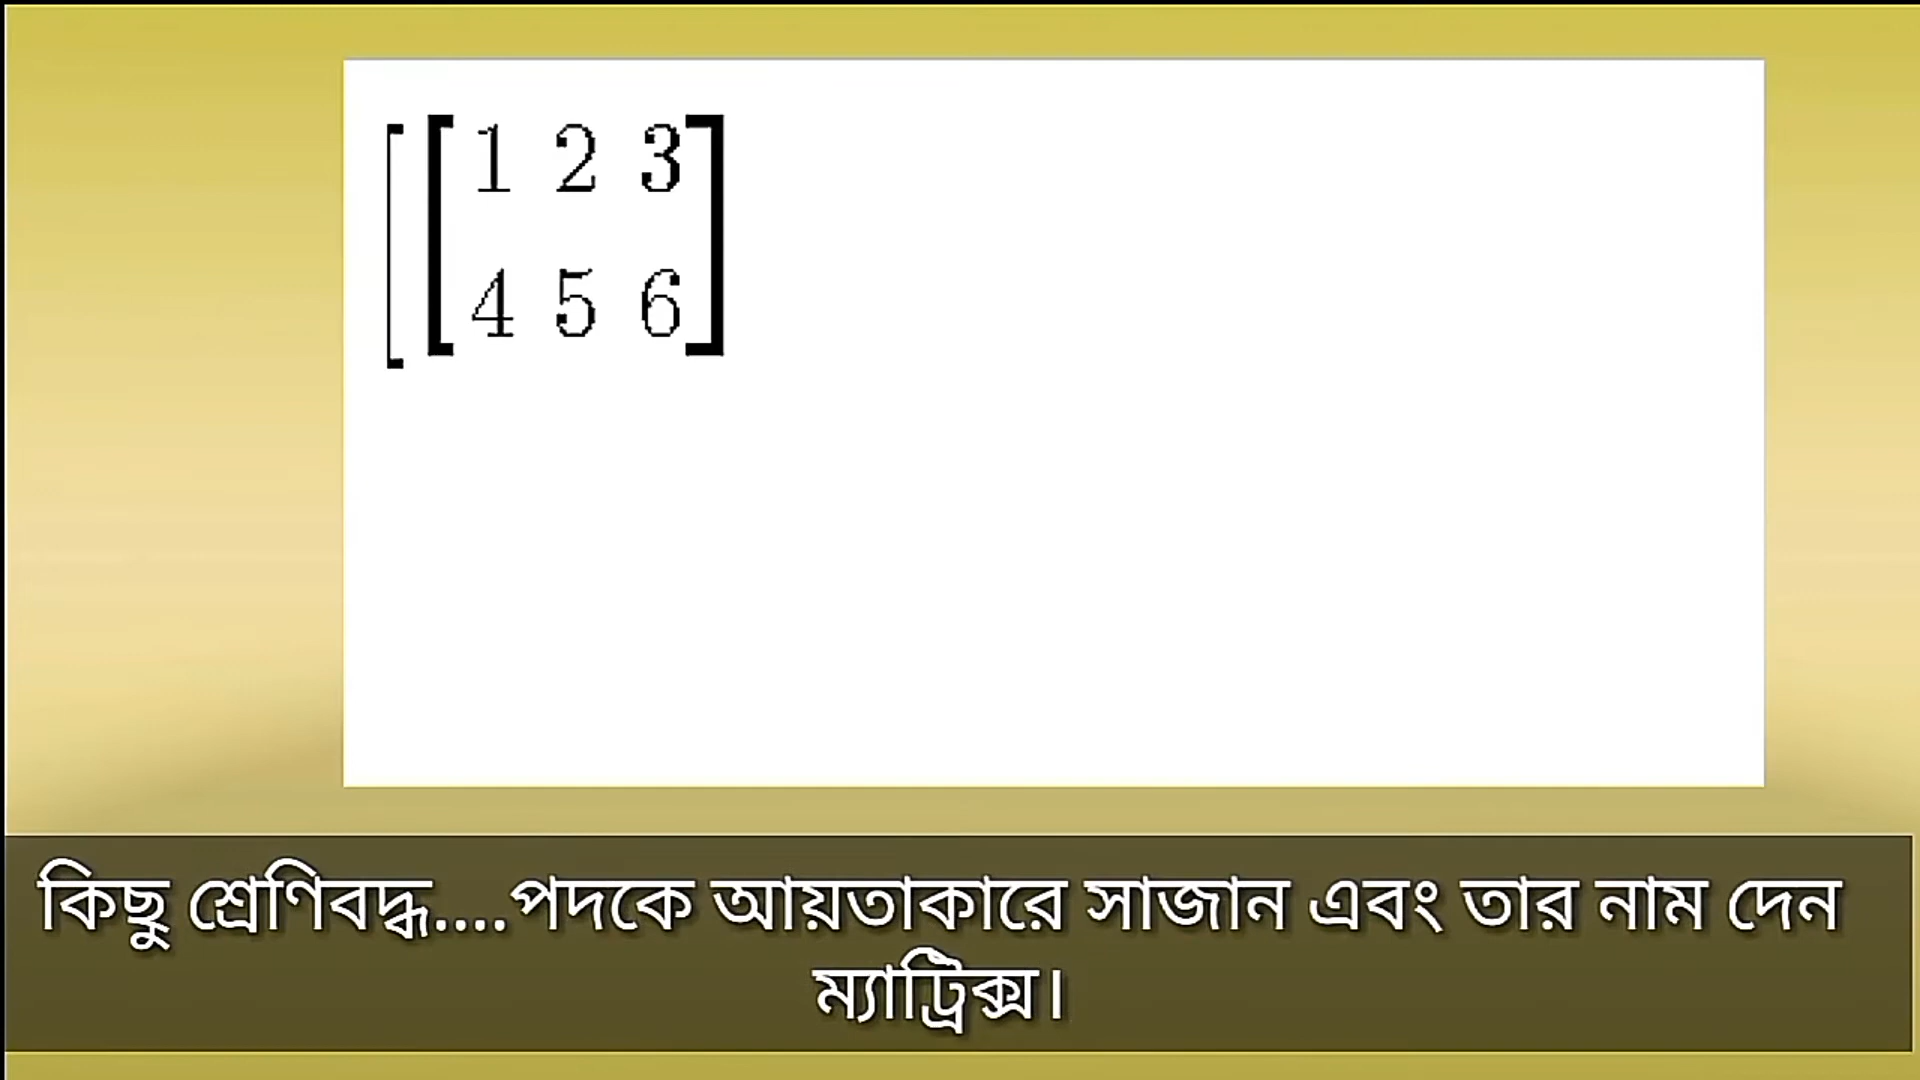 [[1 2 3]
4 5 6
কিছু শ্রেণিবদ্ধ....পদকে আয়তাকারে সাজান এবং তার নাম দেন
ম্যাট্রিক্স।